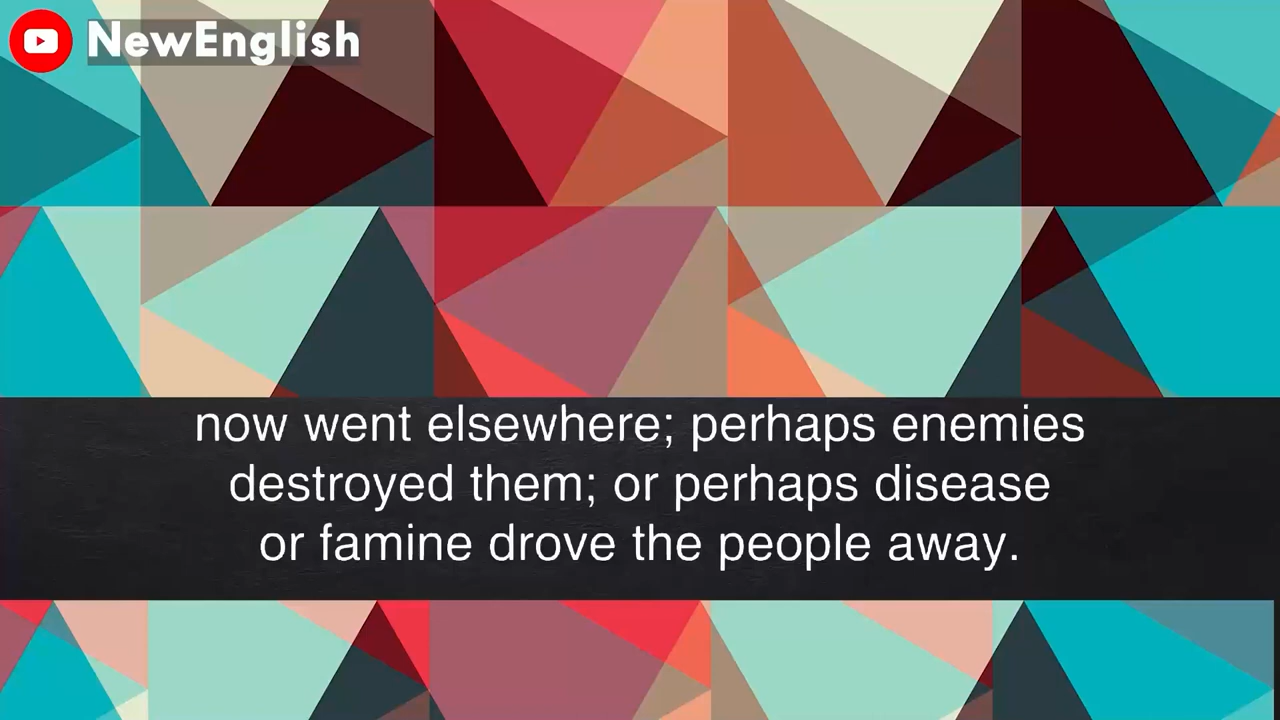 NewEnglish
now went elsewhere; perhaps enemies
destroyed them; or perhaps disease
or famine drove the people away.